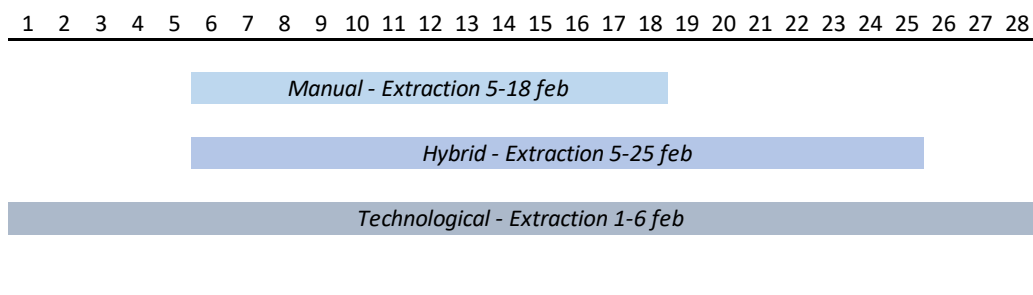 1 2 3 4 5 6 7 8 9 10 11 12 13 14 15 16 17 18 19 20 21 22 23 24 25 26 27 28
Manual - Extraction 5-18 feb
Hybrid - Extraction 5-25 feb
Technological - Extraction 1-6 feb